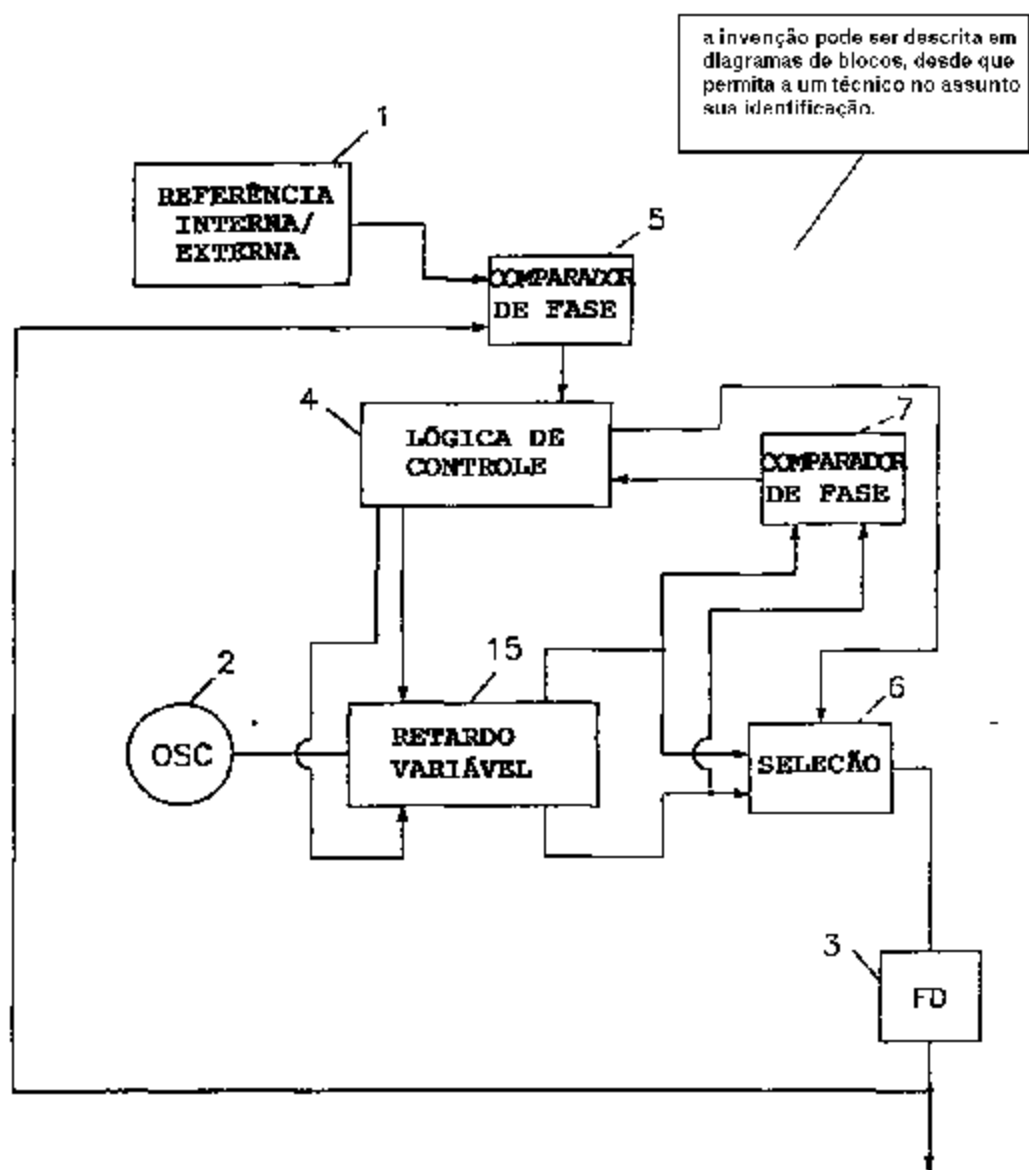 a invenção pode ser descrita em
diagramas de blocos, desde que
permita a um técnico no assunto
sua identificação.
1
REFERÊNCIA
INTERNA/
EXTERNA
5
COMPARADOR
DE FASE
4
LÓGICA DE
CONTROLE
7
COMPARADOR
DE FASE
2
OSC
15
RETARDO
VARIÁVEL
6
SELECÃO
3
FD